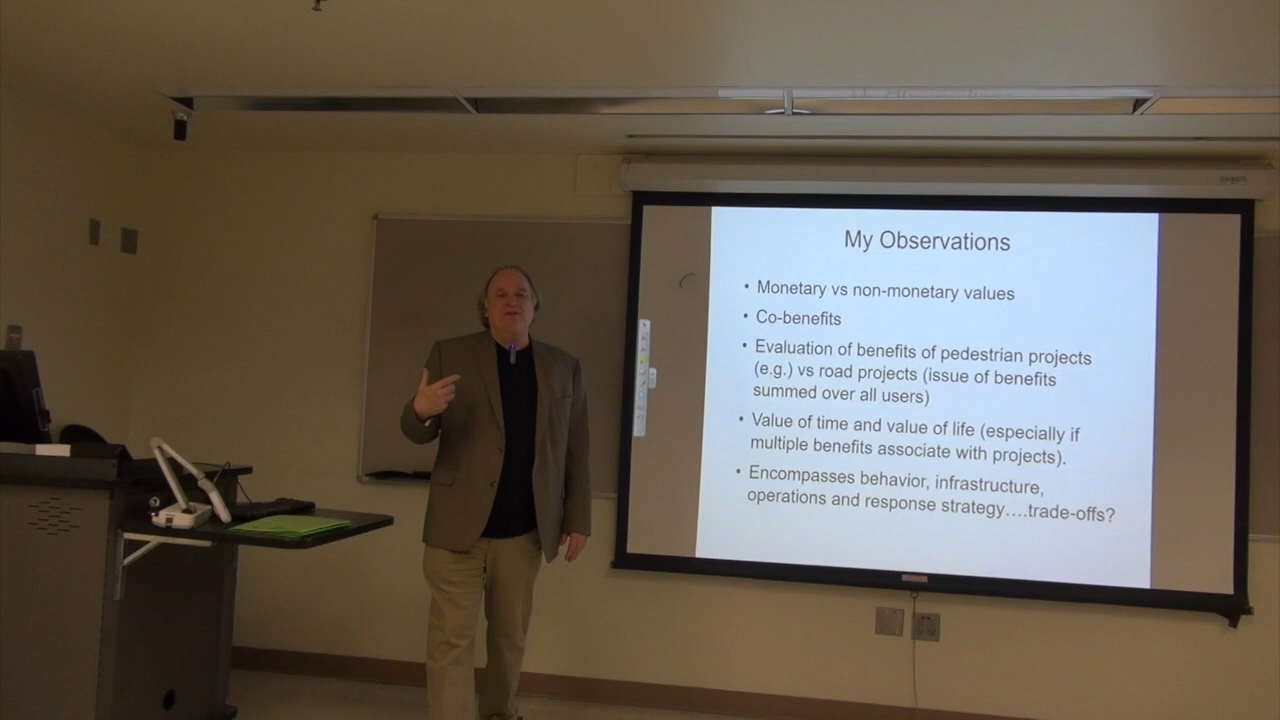 My Observations
• Monetary vs non-monetary values
• Co-benefits
• Evaluation of benefits of pedestrian projects
(e.g.) vs road projects (issue of benefits
summed over all users)
• Value of time and value of life (especially if
multiple benefits associate with projects).
• Encompasses behavior, infrastructure,
operations and response strategy….trade-offs?